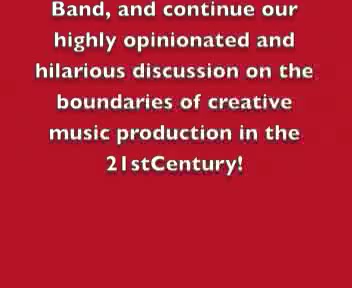 Band, and continue our
highly opinionated and
hilarious discussion on the
boundaries of creative
music production in the
21stCentury!